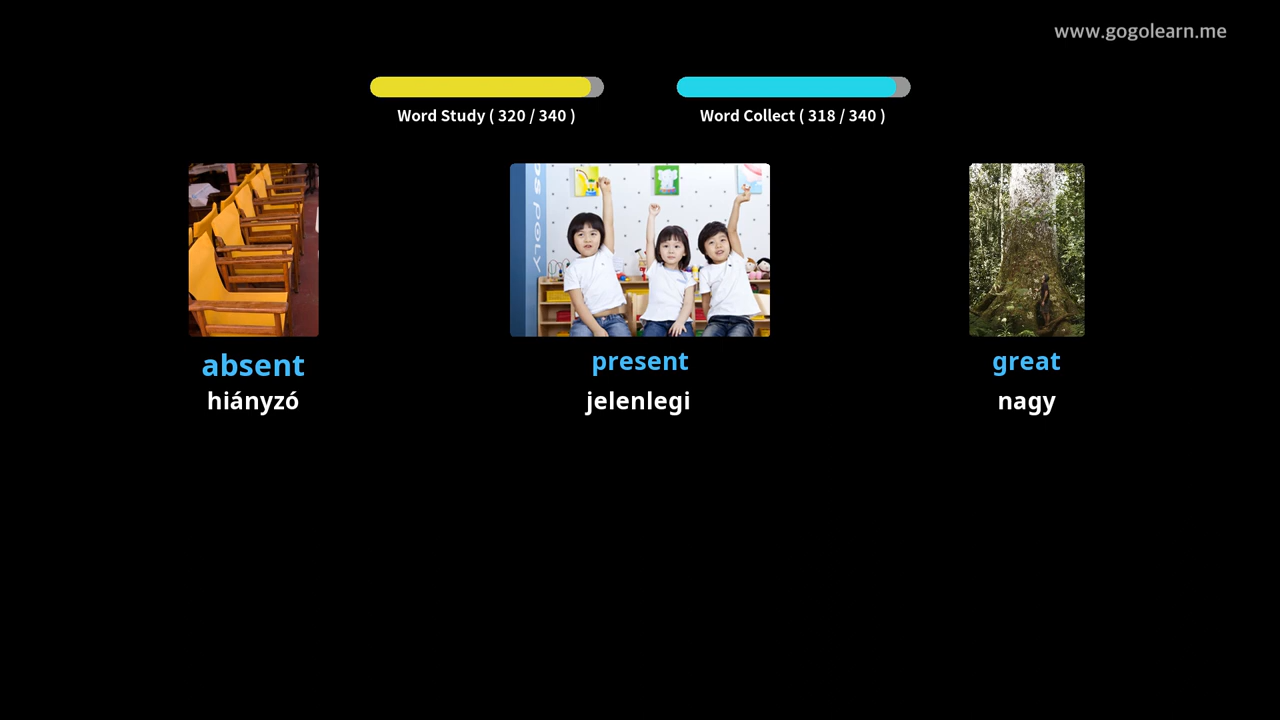 www.gogolearn.me
Word Study ( 320 / 340 )
Word Collect ( 318 / 340 )
absent
present
great
hiányzó
jelenlegi
nagy